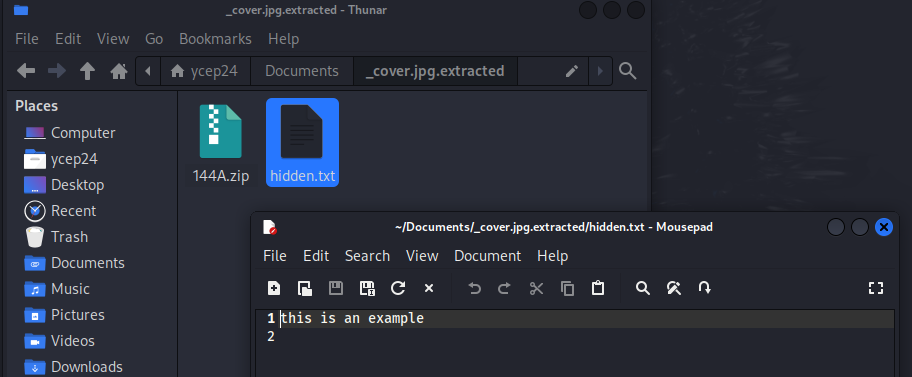 _cover.jpg.extracted - Thunar
File Edit View Go Bookmarks Help
ycep24 Documents _cover.jpg.extracted
Places
Computer
ycep24
Desktop
Recent
Trash
Documents
Music
Pictures
Videos
Downloads
144A.zip hidden.txt
~/Documents/_cover.jpg.extracted/hidden.txt - Mousepad
File Edit Search View Document Help
1 this is an example
2